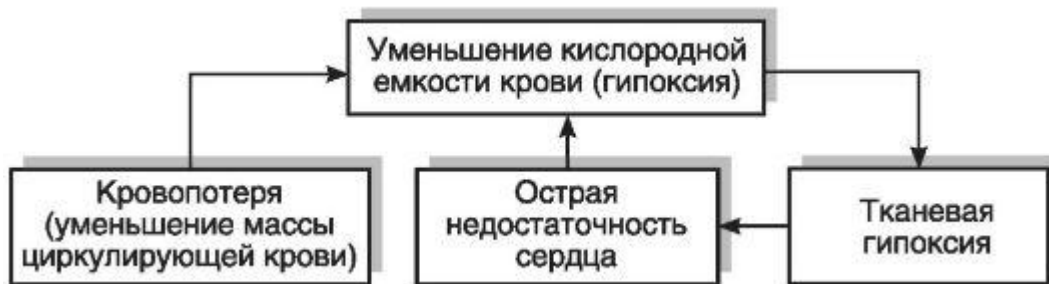 Уменьшение кислородной
емкости крови (гипоксия)
Кровопотеря
(уменьшение массы
циркулирующей крови)
Острая
недостаточность
сердца
Тканевая
гипоксия